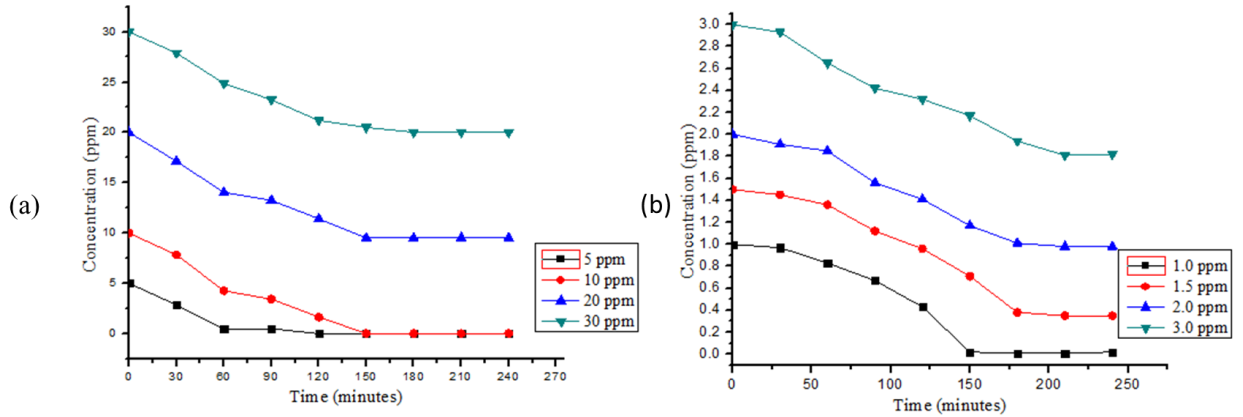 (a)
Concentration (ppm)
30
25
20
15
10
5
0
0 30 60 90 120 150 180 210 240 270
Time (minutes)
5 ppm
10 ppm
20 ppm
30 ppm
(b)
Concentration (ppm)
3.0
2.8
2.6
2.4
2.2
2.0
1.8
1.6
1.4
1.2
1.0
0.8
0.6
0.4
0.2
0.0
0 50 100 150 200 250
Time (minutes)
1.0 ppm
1.5 ppm
2.0 ppm
3.0 ppm